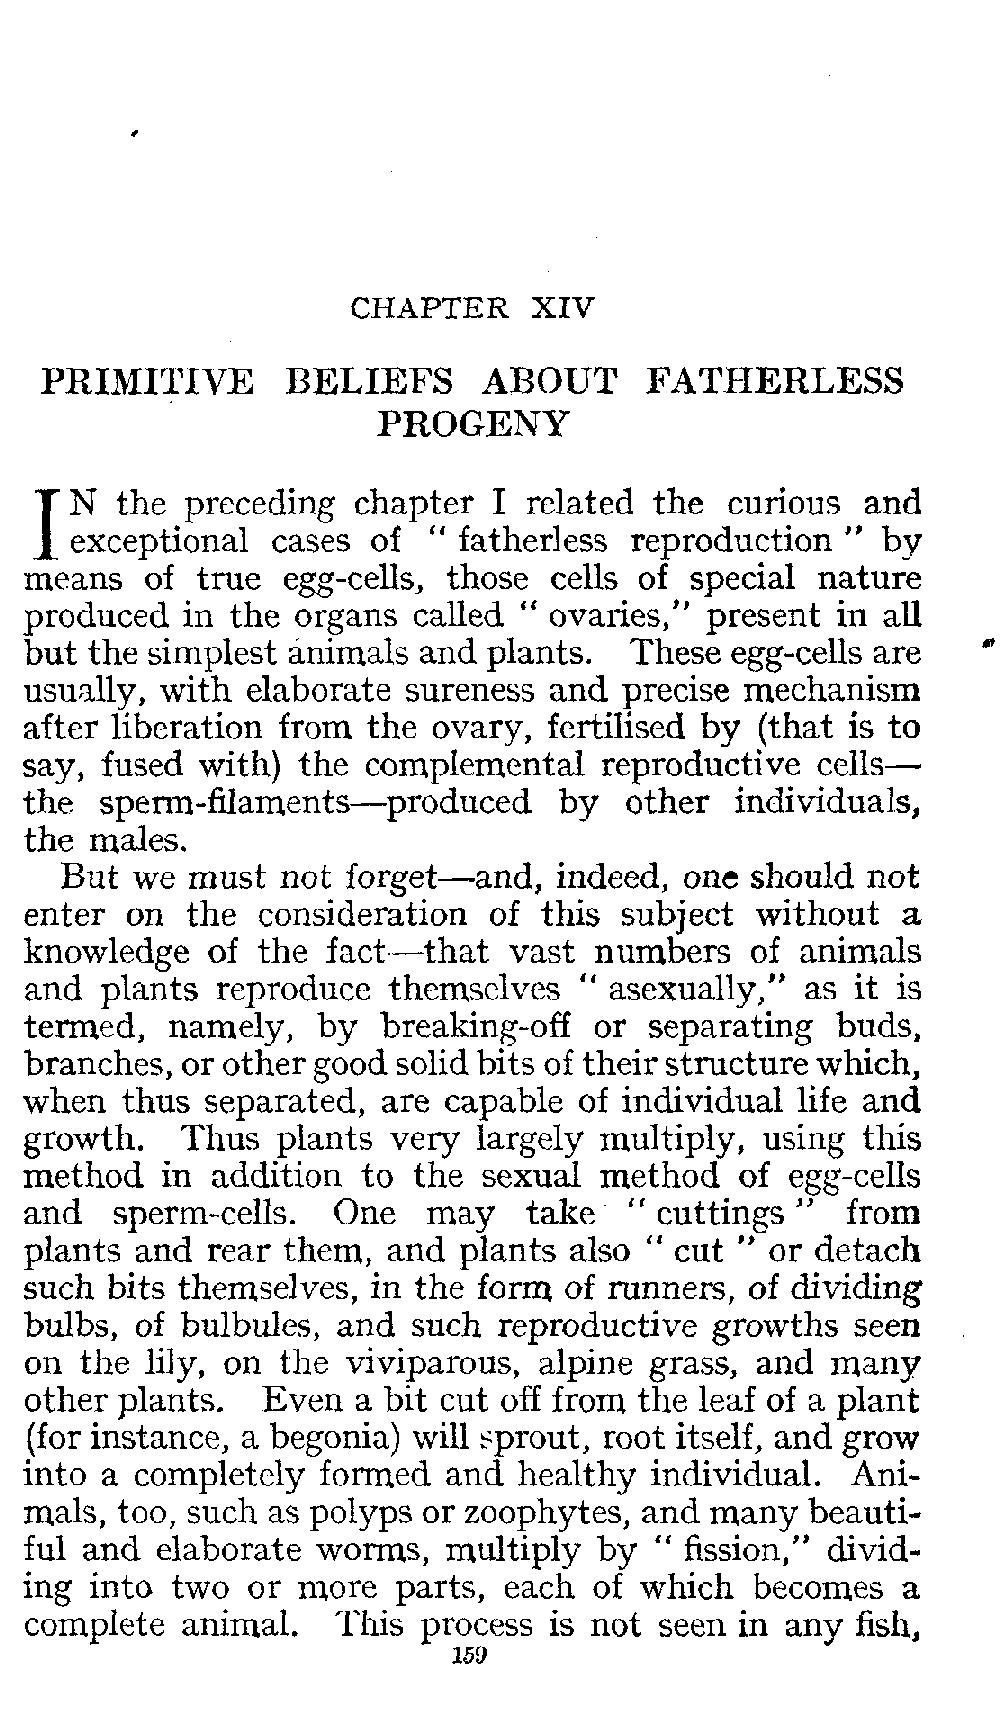 CHAPTER XIV
PRIMITIVE BELIEFS ABOUT FATHERLESS
PROGENY
IN the preceding chapter I related the curious and
exceptional cases of “ fatherless reproduction ” by
means of true egg-cells, those cells of special nature
produced in the organs called “ ovaries,” present in all
but the simplest animals and plants. These egg-cells are
usually, with elaborate sureness and precise mechanism
after liberation from the ovary, fertilised by (that is to
say, fused with) the complemental reproductive cells—
the sperm-filaments—produced by other individuals,
the males.
But we must not forget—and, indeed, one should not
enter on the consideration of this subject without a
knowledge of the fact—that vast numbers of animals
and plants reproduce themselves “ asexually,” as it is
termed, namely, by breaking-off or separating buds,
branches, or other good solid bits of their structure which,
when thus separated, are capable of individual life and
growth. Thus plants very largely multiply, using this
method in addition to the sexual method of egg-cells
and sperm-cells. One may take “ cuttings ” from
plants and rear them, and plants also “ cut ” or detach
such bits themselves, in the form of runners, of dividing
bulbs, of bulbules, and such reproductive growths seen
on the lily, on the viviparous, alpine grass, and many
other plants. Even a bit cut off from the leaf of a plant
(for instance, a begonia) will sprout, root itself, and grow
into a completely formed and healthy individual. Ani-
mals, too, such as polyps or zoophytes, and many beauti-
ful and elaborate worms, multiply by “ fission,” divid-
ing into two or more parts, each of which becomes a
complete animal. This process is not seen in any fish,
159